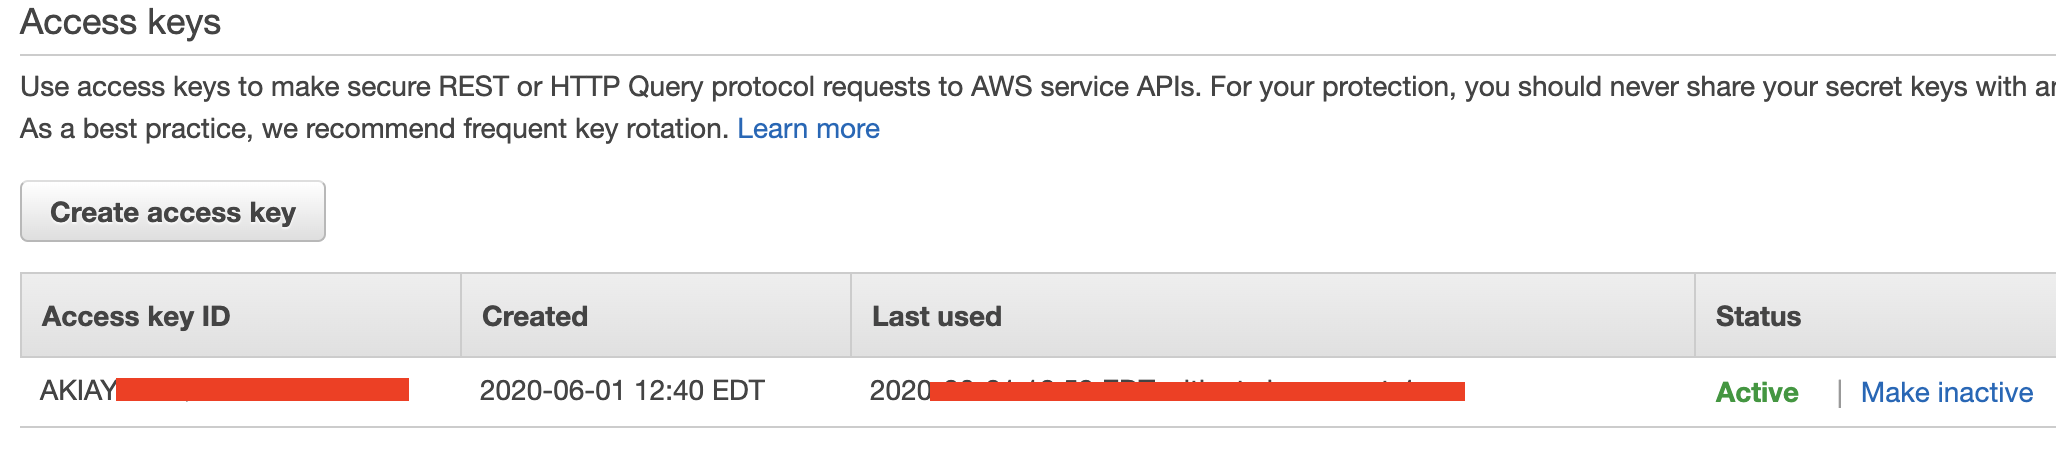 Access keys
Use access keys to make secure REST or HTTP Query protocol requests to AWS service APIs. For your protection, you should never share your secret keys with
As a best practice, we recommend frequent key rotation. Learn more
Create access key
Access key ID Created Last used Status
AKIAY 2020-06-01 12:40 EDT 2020 Active | Make inactive